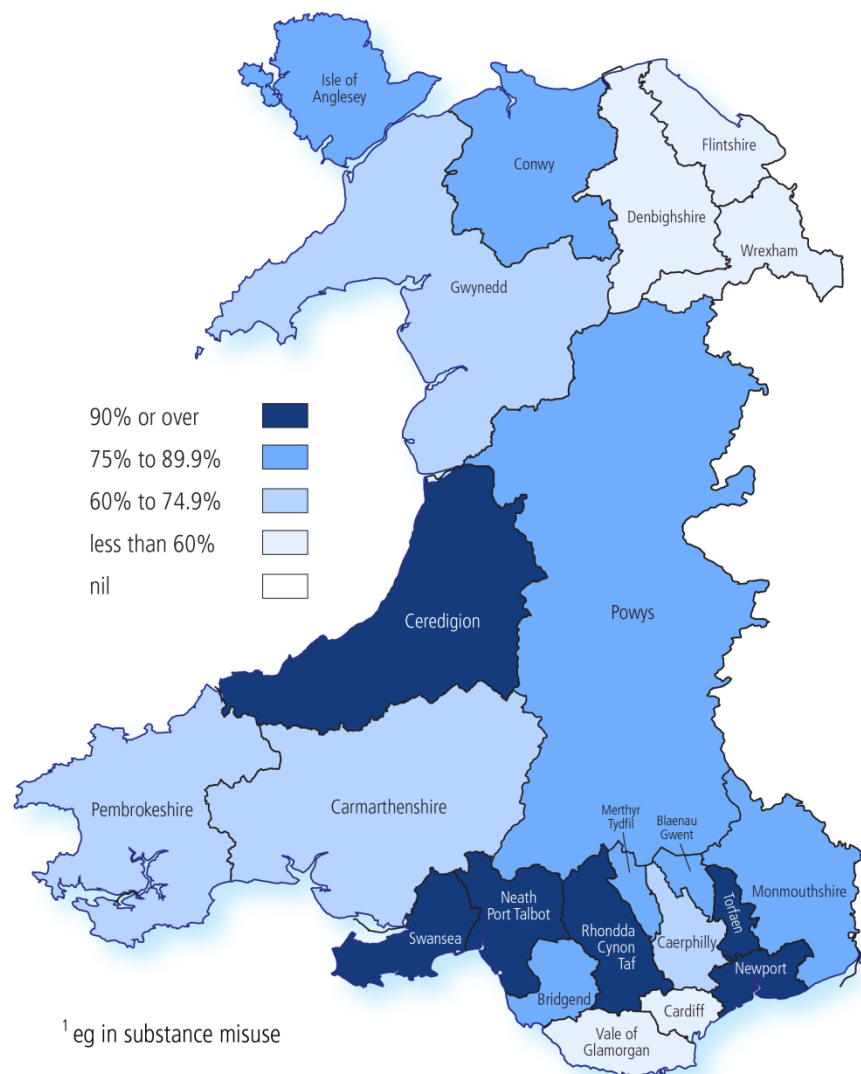 Isle of
Anglesey
Conwy
Flintshire
Denbighshire
Wrexham
Gwynedd
90% or over
75% to 89.9%
60% to 74.9%
less than 60%
nil
Ceredigion
Powys
Pembrokeshire
Carmarthenshire
Merthyr
Tydfil
Blaenau
Gwent
Monmouthshire
Neath
Port Talbot
Swansea
Rhondda
Cynon
Taf
Caerphilly
Torfaen
Newport
Bridgend
Cardiff
Vale of
Glamorgan
1 eg in substance misuse